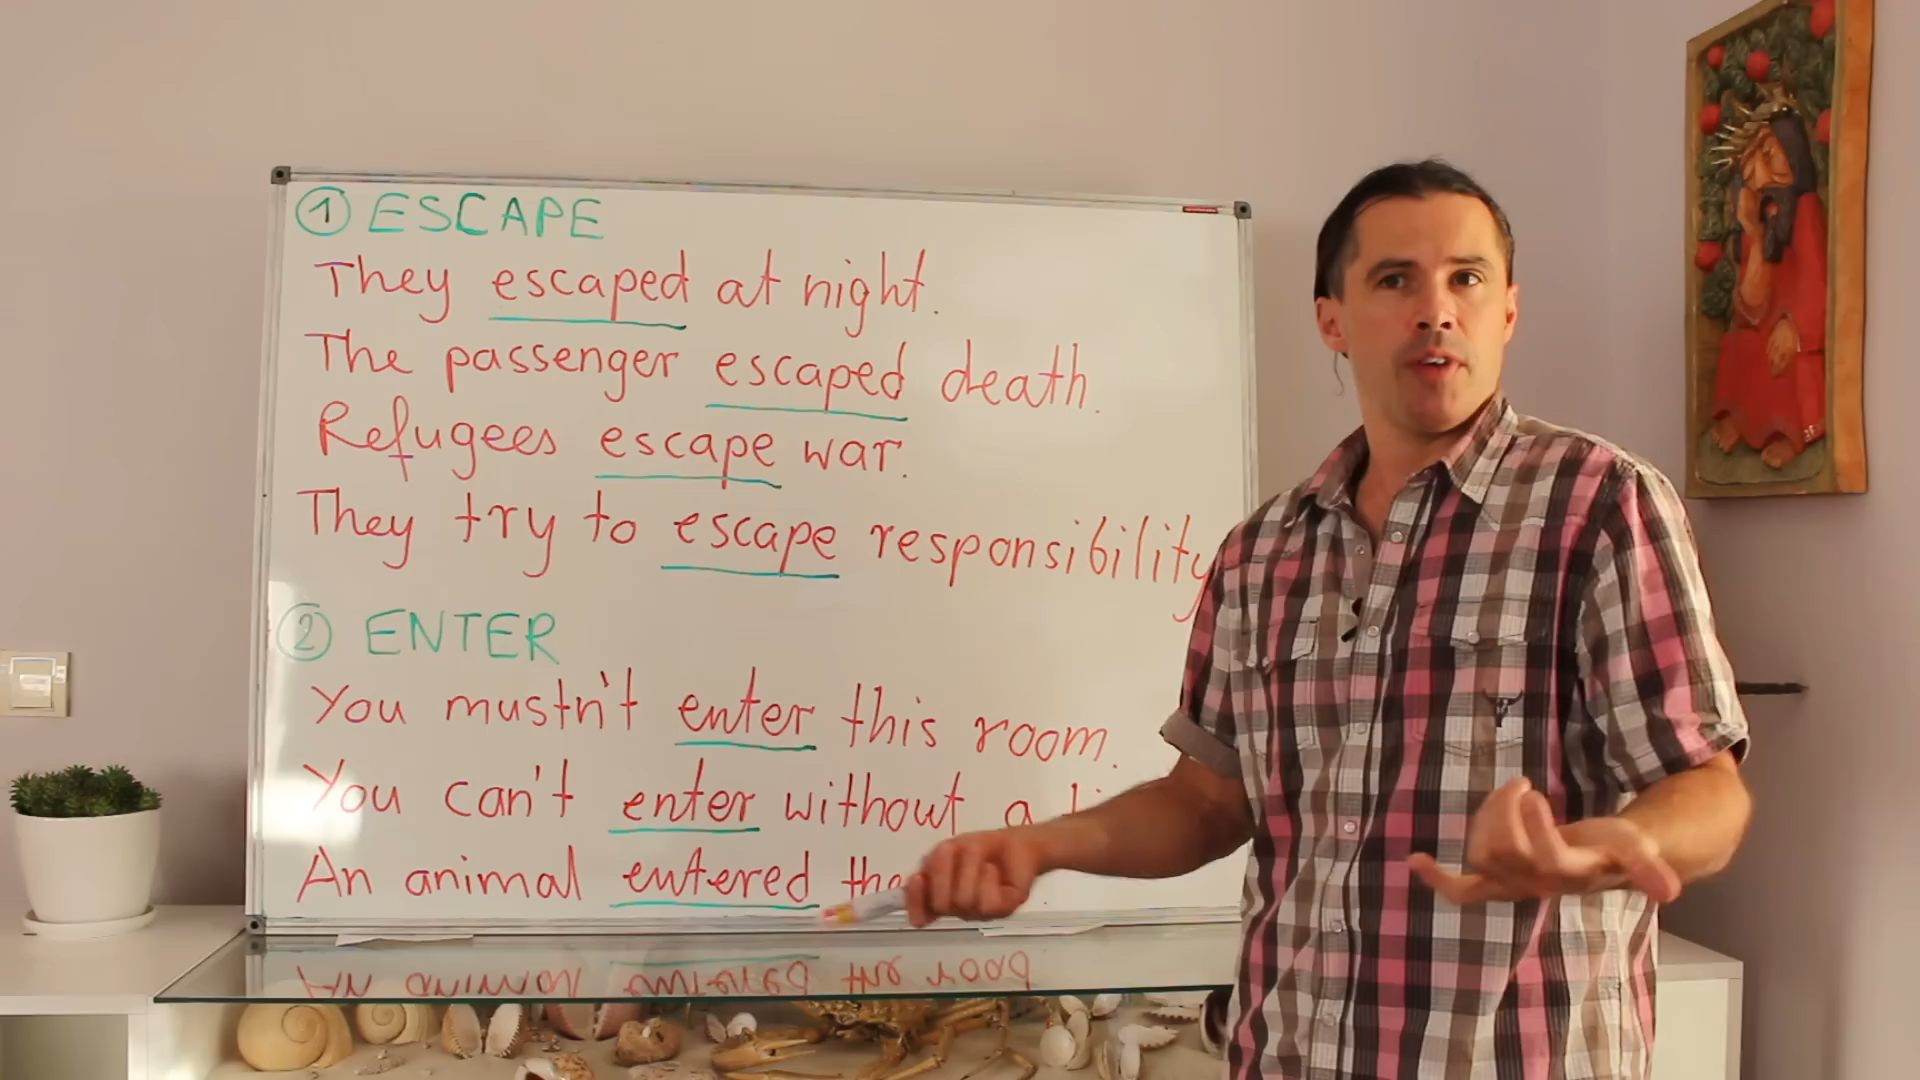 ① ESCAPE
They escaped at night.
The passenger escaped death.
Refugees escape war.
They try to escape responsibility
② ENTER
You mustn't enter this room.
You can't enter without a
An animal entered the